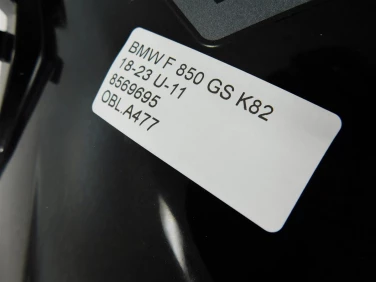 BMW F 850 GS K82
18-23 U-11
8569695
OBL.A477